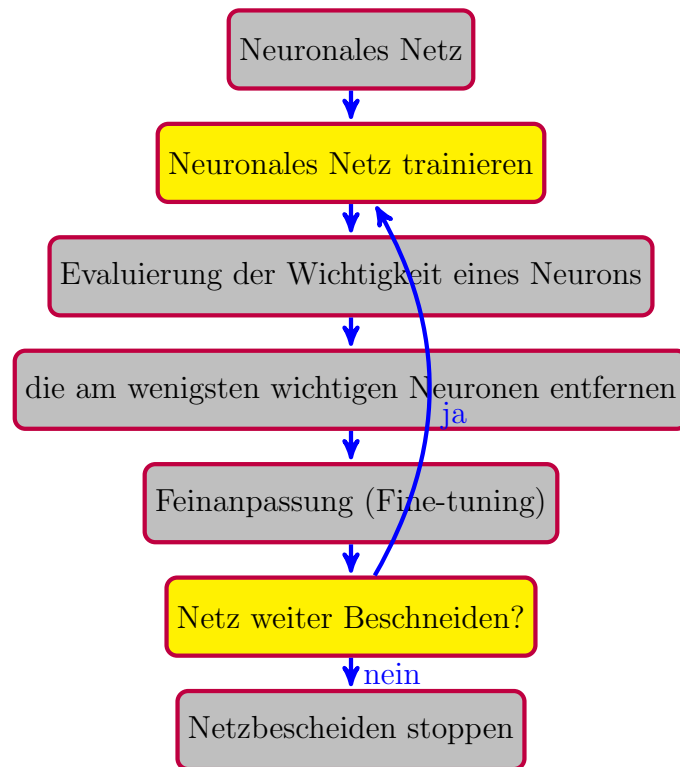 Neuronales Netz
Neuronales Netz trainieren
Evaluierung der Wichtigkeit eines Neurons
die am wenigsten wichtigen Neuronen entfernen
ja
Feinanpassung (Fine-tuning)
Netz weiter Beschneiden?
nein
Netzbescheiden stoppen